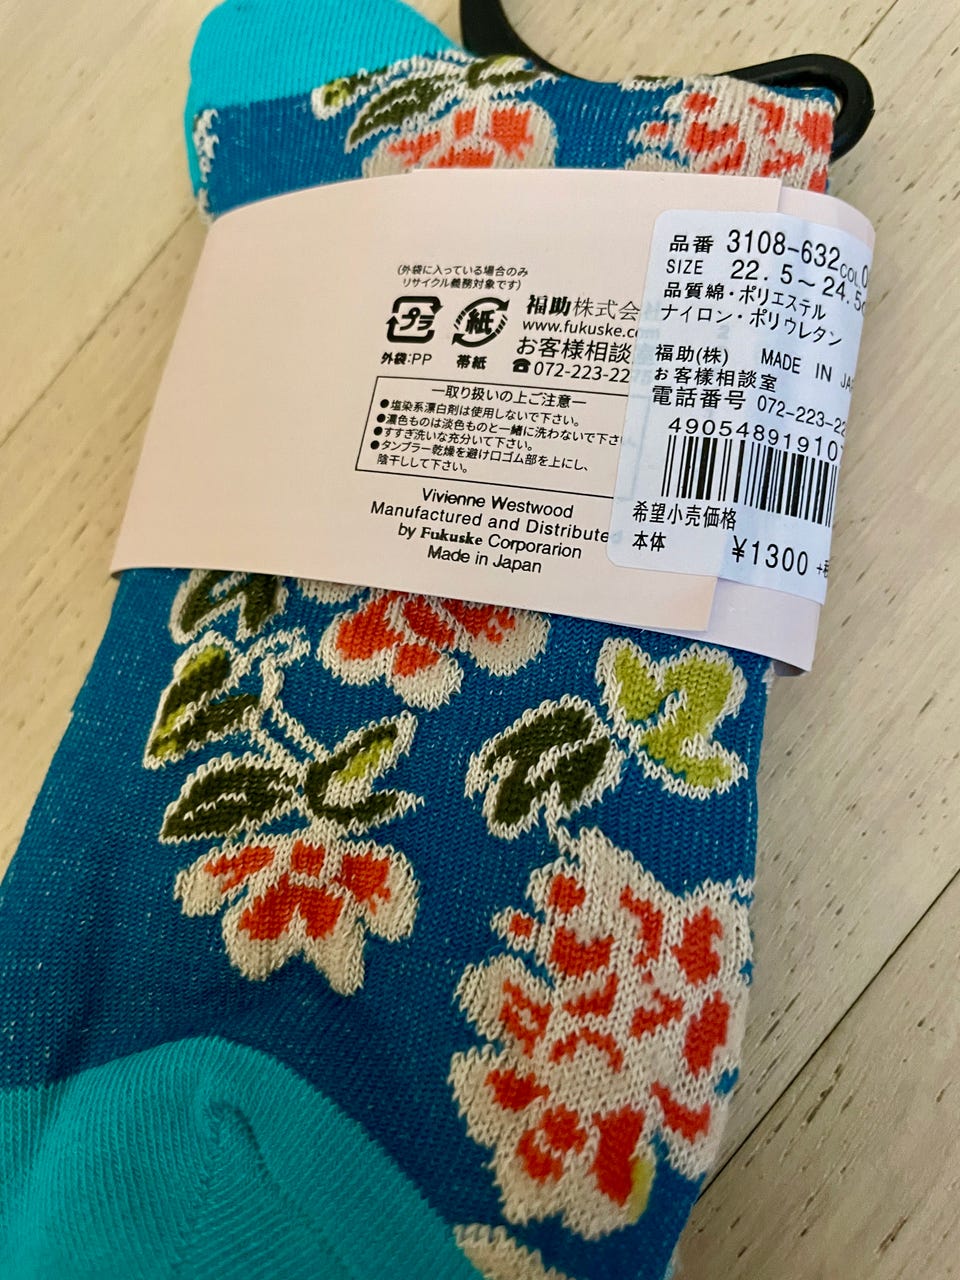 (外袋に入っている場合のみ
リサイクル義務対象です)
プラ
紙
外袋:PP
帯紙
福助株式会
www.fukuske.com
お客様相談
☎072-223-22
―取り扱いの上ご注意―
●塩染系漂白剤は使用しないで下さい。
●濃色ものは淡色ものと一緒に洗わないで下さい
●すすぎ洗いな充分いて下さい。
●タンブラー乾燥を避け口ゴム部を上にし、
陰干しして下さい。
Vivienne Westwood
Manufactured and Distribute
by Fukuske Corporarion
Made in Japan
品番 3108-632 COL
SIZE 22.5~24.5
品質 綿・ポリエステル
ナイロン・ポリウレタン
福助(株) MADE IN JA
お客様相談室
電話番号 072-223-22
49054891910
希望小売価格
本体 ¥1300